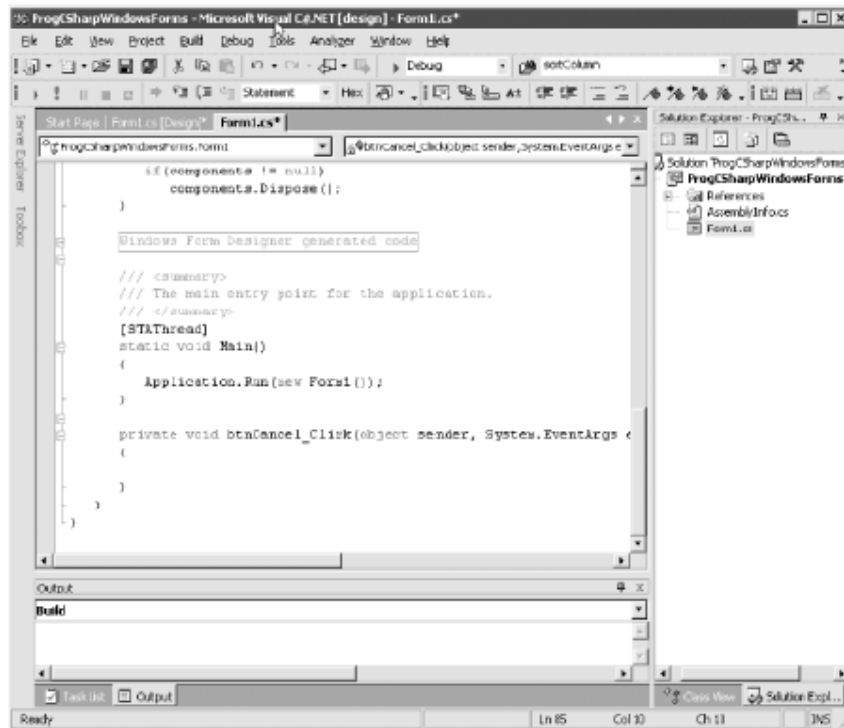 ProgCSharpWindowsForms - Microsoft Visual C#.NET [design] - Form1.cs*
File Edit View Project Build Debug Tools Analyzer Window Help
Debug sortColumn
Statement Hex
Start Page | Form1.cs [Design]* Form1.cs*
ProgCSharpWindowsForms.Form1 btnCancel_Click(object sender,System.EventArgs e
if(components != null)
components.Dispose();
}
Windows Form Designer generated code
/// <summary>
/// The main entry point for the application.
/// </summary>
[STAThread]
static void Main()
{
Application.Run(new Form1());
}
private void btnCancel_Click(object sender, System.EventArgs e
{
}
}
}
Server Explorer
Toolbox
Solution Explorer - ProgCSh...
Solution 'ProgCSharpWindowsForms
ProgCSharpWindowsForms
References
AssemblyInfo.cs
Form1.cs
Output
Build
Task List Output
Class View Solution Expl...
Ready Ln 85 Col 10 Ch 10 INS